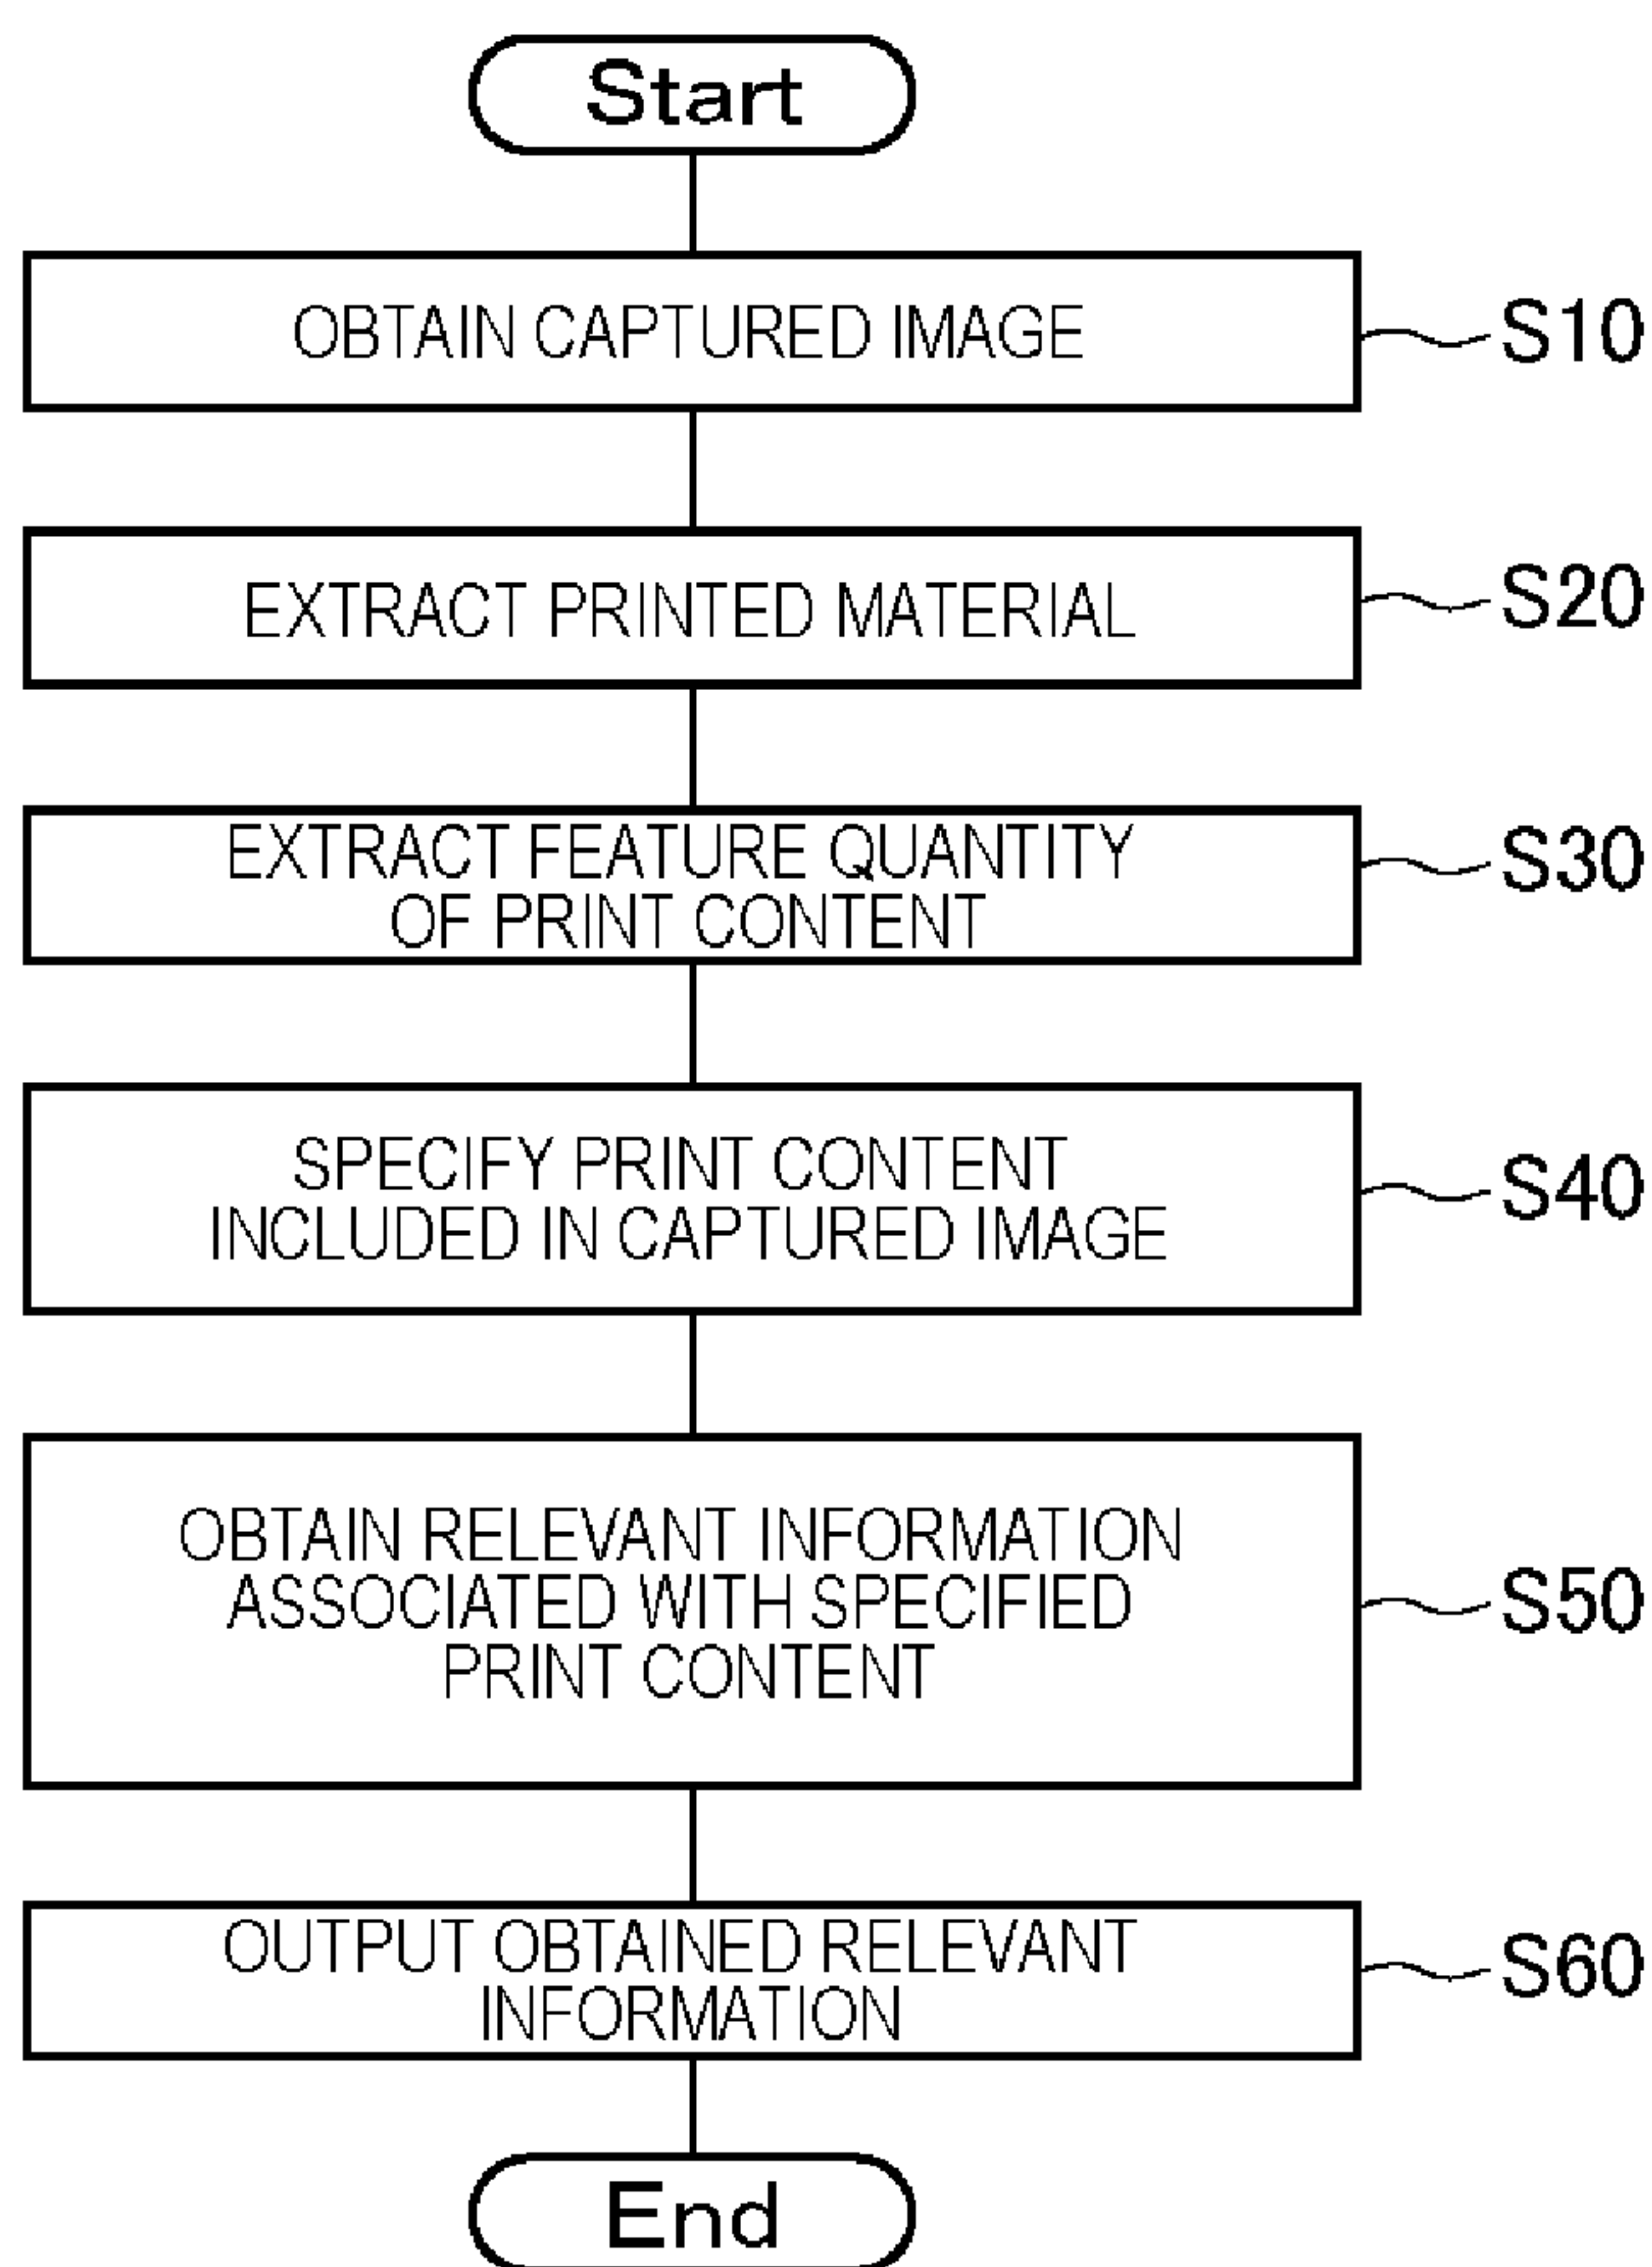 Start
OBTAIN CAPTURED IMAGE
S10
EXTRACT PRINTED MATERIAL
S20
EXTRACT FEATURE QUANTITY
OF PRINT CONTENT
S30
SPECIFY PRINT CONTENT
INCLUDED IN CAPTURED IMAGE
S40
OBTAIN RELEVANT INFORMATION
ASSOCIATED WITH SPECIFIED
PRINT CONTENT
S50
OUTPUT OBTAINED RELEVANT
INFORMATION
S60
End